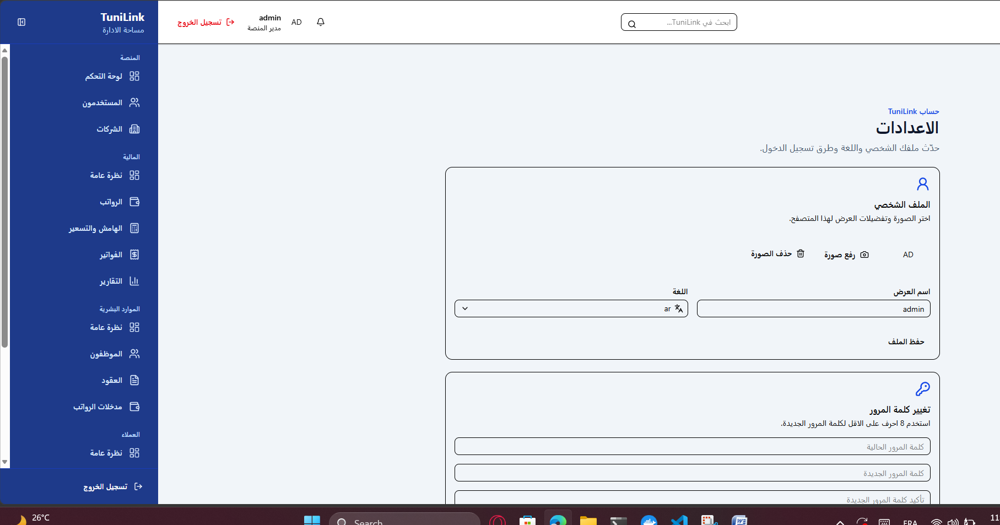 TuniLink
مساحة الادارة
المنصة
لوحة التحكم
المستخدمون
الشركات
المالية
نظرة عامة
الرواتب
الهامش والتسعير
الفواتير
التقارير
الموارد البشرية
نظرة عامة
الموظفون
العقود
مدخلات الرواتب
العملاء
نظرة عامة
تسجيل الخروج
ابحث في TuniLink...
AD
admin
مدير المنصة
تسجيل الخروج
حساب TuniLink
الاعدادات
حدّث ملفك الشخصي واللغة وطرق تسجيل الدخول.
الملف الشخصي
اختر الصورة وتفضيلات العرض لهذا المتصفح.
AD
رفع صورة
حذف الصورة
اسم العرض
admin
اللغة
ar
حفظ الملف
تغيير كلمة المرور
استخدم 8 احرف على الاقل لكلمة المرور الجديدة.
كلمة المرور الحالية
كلمة المرور الجديدة
تأكيد كلمة المرور الجديدة
26°C
Search
FRA